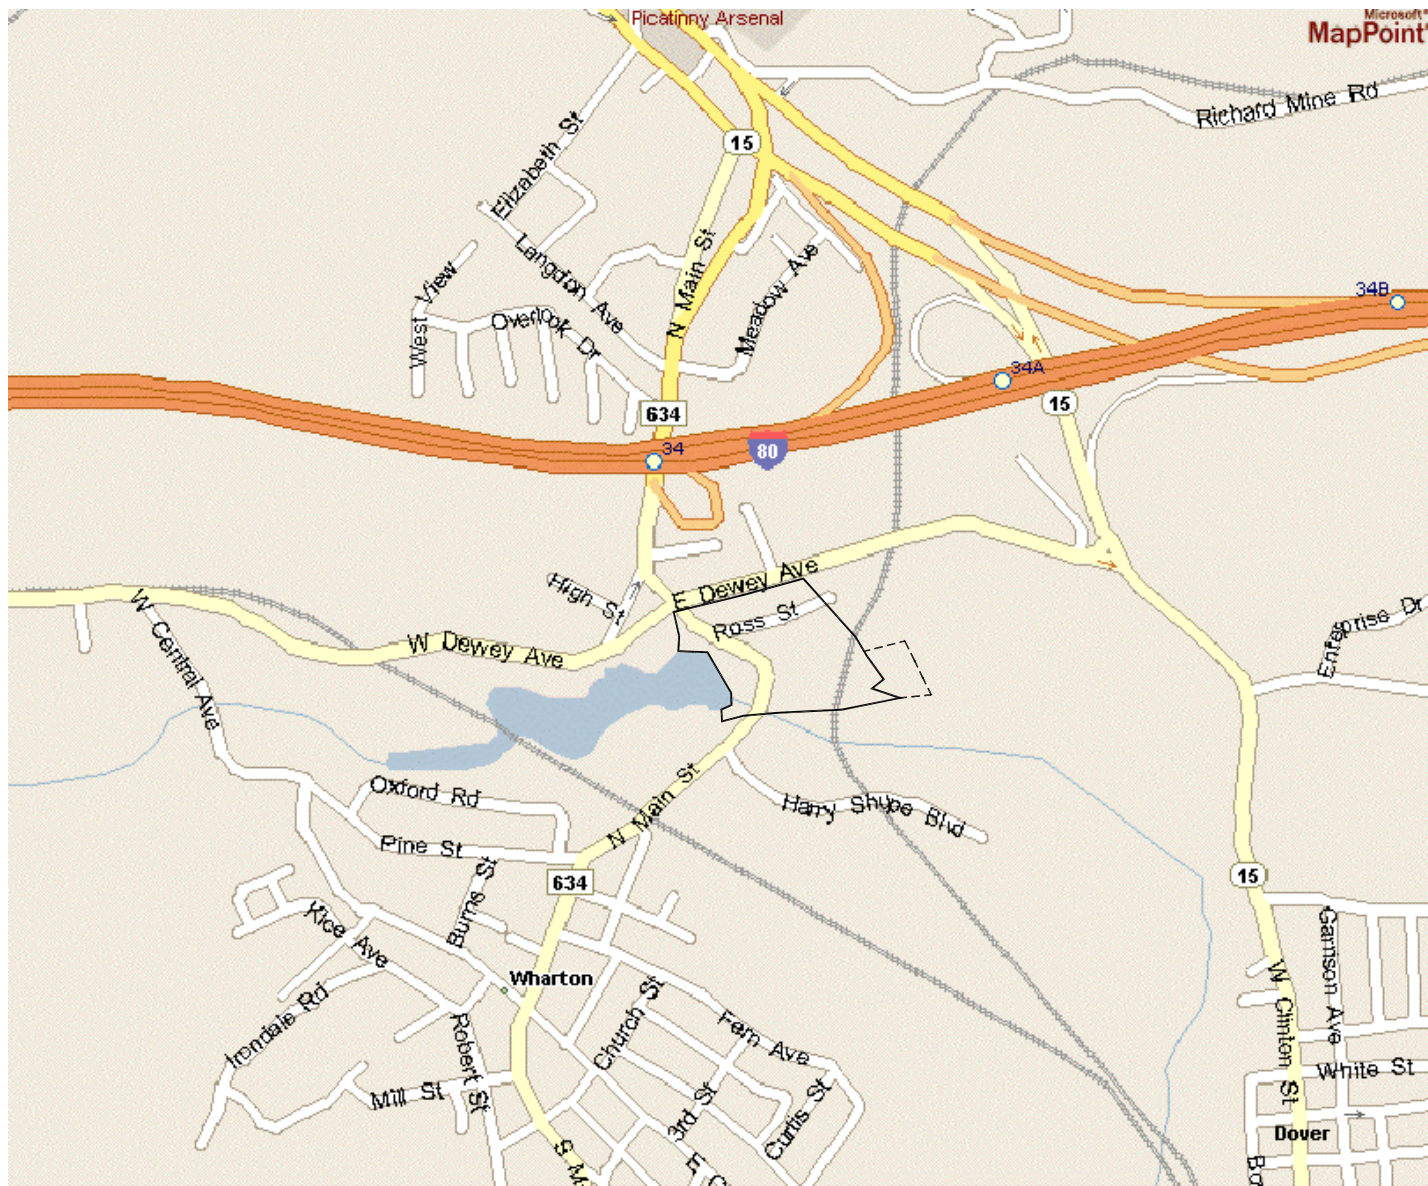 Picatinny Arsenal
Microsoft®
MapPoint®
Richard Mine Rd
15
Elizabeth St
Langdon Ave
West View
Overlook Dr
N Main St
Meadow Ave
34B
34A
15
634
34
80
E Dewey Ave
High St
Ross St
W Dewey Ave
W Central Ave
Enterprise Dr
Oxford Rd
N Main St
Harry Shupe Blvd
Pine St
634
Burns St
15
Kice Ave
Garrison Ave
Wharton
Irondale Rd
Church St
Fern Ave
W Clinton St
Robert St
Mill St
3rd St
Curtis St
White St
Dover
S M
E C
Bo